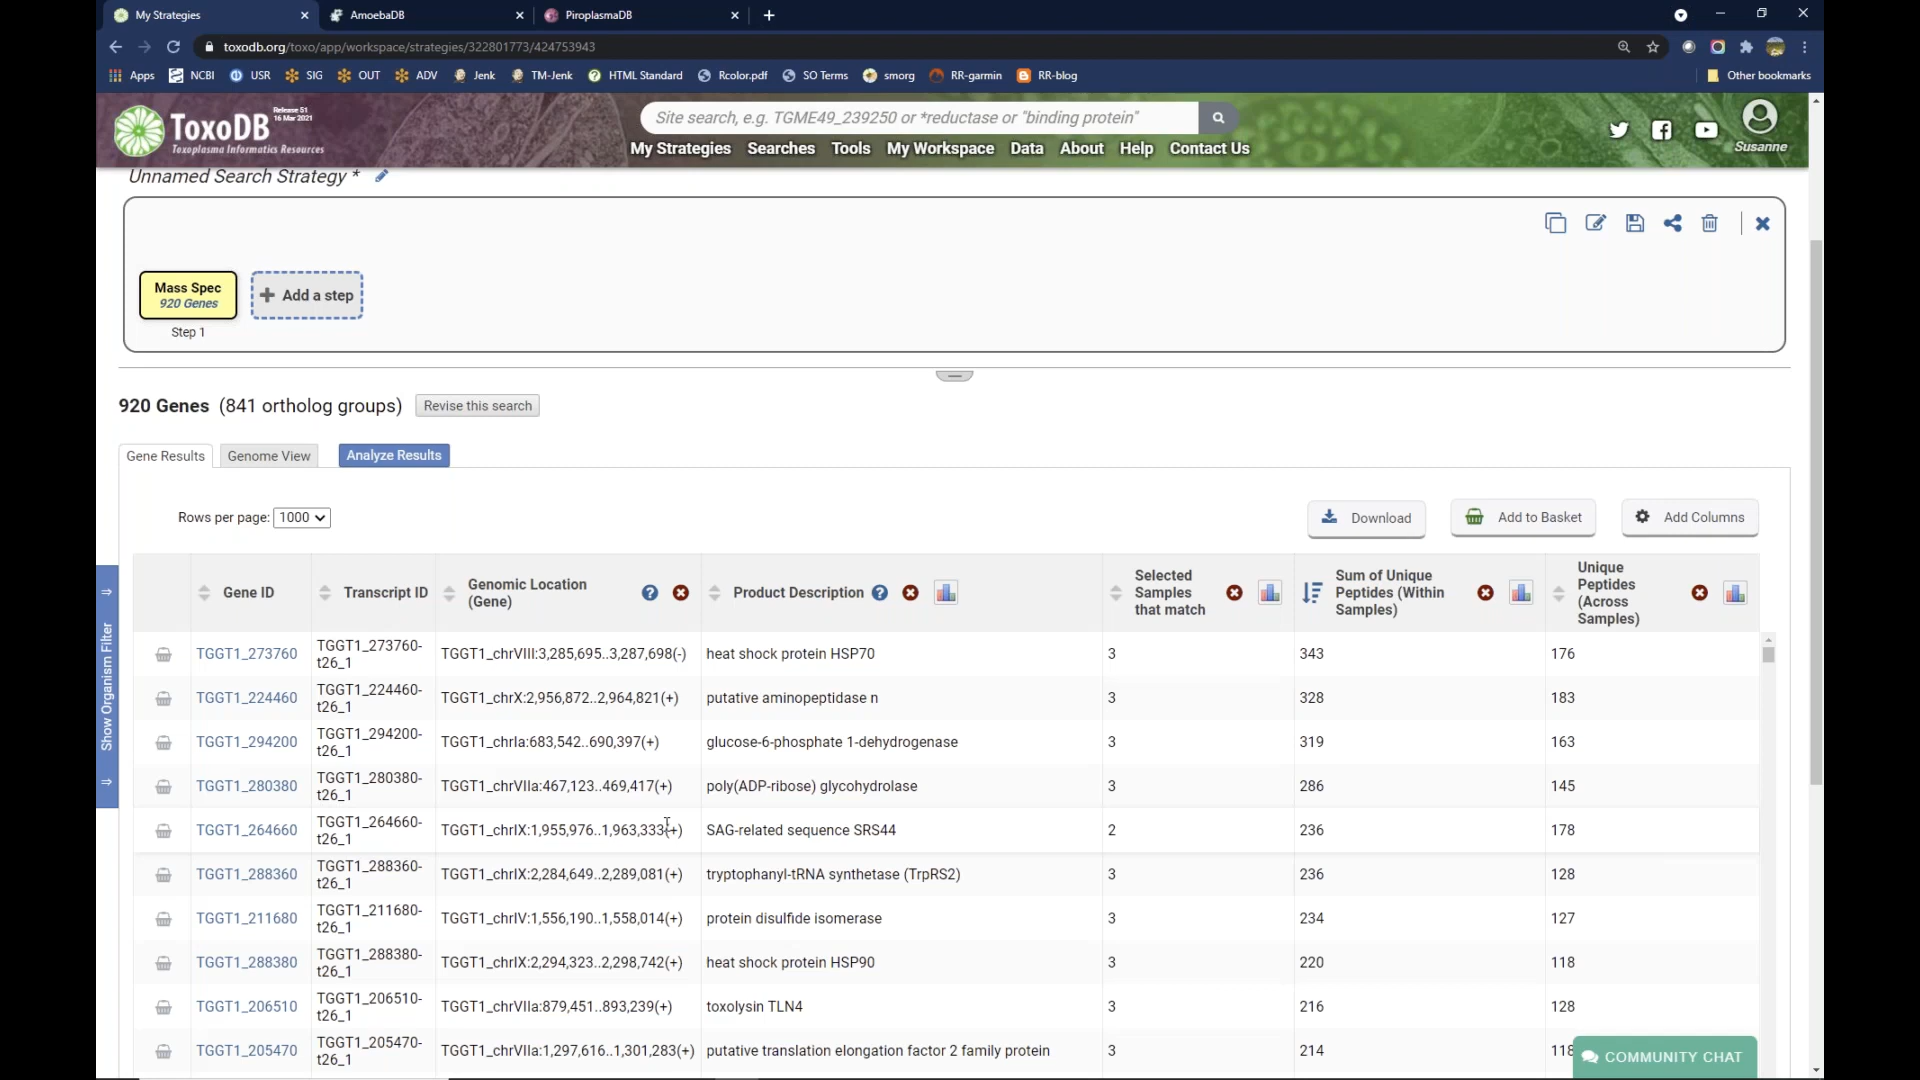 My Strategies
AmoebaDB
PiroplasmaDB
toxodb.org/toxo/app/workspace/strategies/322801773/424753943
Apps NCBI USR SIG OUT ADV Jenk TM-Jenk HTML Standard Rcolor.pdf SO Terms smorg RR-garmin RR-blog Other bookmarks
ToxoDB
Release 51
16 Mar 2021
Toxoplasma Informatics Resources
Site search, e.g. TGME49_239250 or *reductase or "binding protein"
My Strategies Searches Tools My Workspace Data About Help Contact Us
Susanne
Unnamed Search Strategy *
Mass Spec
920 Genes
Step 1
Add a step
920 Genes (841 ortholog groups) Revise this search
Gene Results Genome View Analyze Results
Rows per page: 1000
Download Add to Basket Add Columns
Show Organism Filter
Gene ID Transcript ID Genomic Location (Gene) Product Description Selected Samples that match Sum of Unique Peptides (Within Samples) Unique Peptides (Across Samples)
TGGT1_273760 TGGT1_273760-t26_1 TGGT1_chrVIII:3,285,695..3,287,698(-) heat shock protein HSP70 3 343 176
TGGT1_224460 TGGT1_224460-t26_1 TGGT1_chrX:2,956,872..2,964,821(+) putative aminopeptidase n 3 328 183
TGGT1_294200 TGGT1_294200-t26_1 TGGT1_chrIa:683,542..690,397(+) glucose-6-phosphate 1-dehydrogenase 3 319 163
TGGT1_280380 TGGT1_280380-t26_1 TGGT1_chrVIIa:467,123..469,417(+) poly(ADP-ribose) glycohydrolase 3 286 145
TGGT1_264660 TGGT1_264660-t26_1 TGGT1_chrIX:1,955,976..1,963,333(+) SAG-related sequence SRS44 2 236 178
TGGT1_288360 TGGT1_288360-t26_1 TGGT1_chrIX:2,284,649..2,289,081(+) tryptophanyl-tRNA synthetase (TrpRS2) 3 236 128
TGGT1_211680 TGGT1_211680-t26_1 TGGT1_chrIV:1,556,190..1,558,014(+) protein disulfide isomerase 3 234 127
TGGT1_288380 TGGT1_288380-t26_1 TGGT1_chrIX:2,294,323..2,298,742(+) heat shock protein HSP90 3 220 118
TGGT1_206510 TGGT1_206510-t26_1 TGGT1_chrVIIa:879,451..893,239(+) toxolysin TLN4 3 216 128
TGGT1_205470 TGGT1_205470-t26_1 TGGT1_chrVIIa:1,297,616..1,301,283(+) putative translation elongation factor 2 family protein 3 214 118
COMMUNITY CHAT